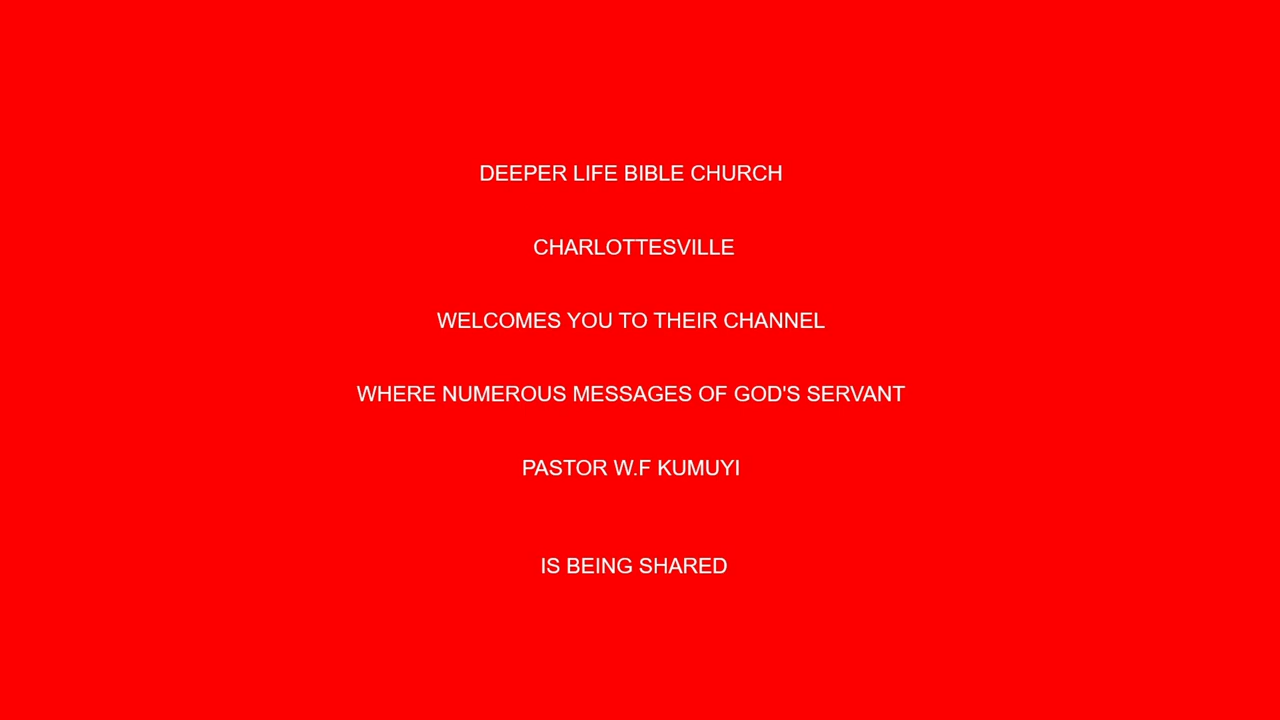 DEEPER LIFE BIBLE CHURCH
CHARLOTTESVILLE
WELCOMES YOU TO THEIR CHANNEL
WHERE NUMEROUS MESSAGES OF GOD'S SERVANT
PASTOR W.F KUMUYI
IS BEING SHARED